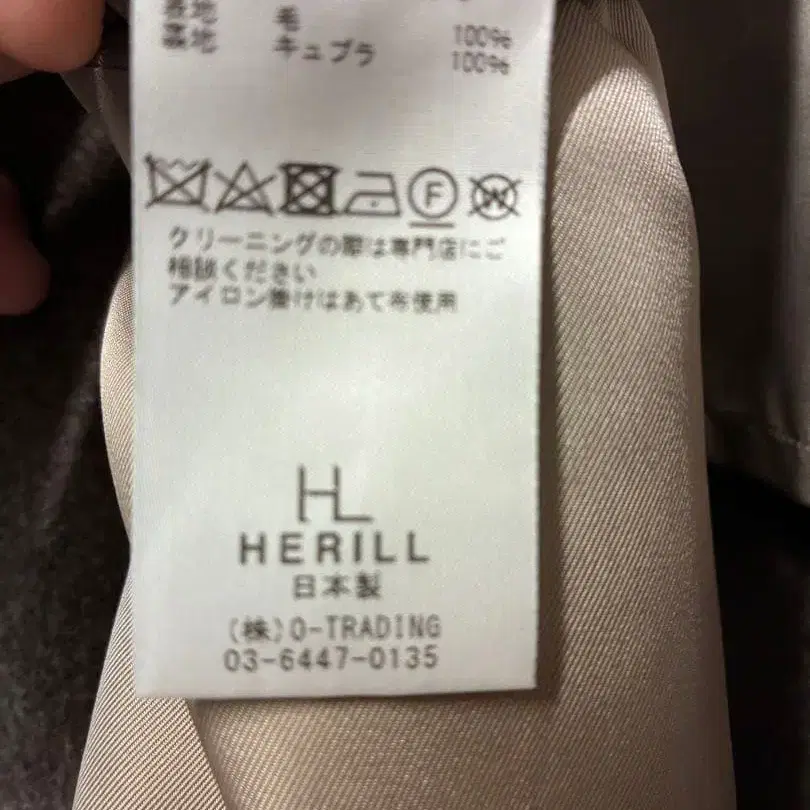 表地 毛 100%
裏地 キュプラ 100%
F W
クリーニングの際は専門店にご
相談ください
アイロン掛けはあて布使用
HL
HERILL
日本製
(株)O-TRADING
03-6447-0135